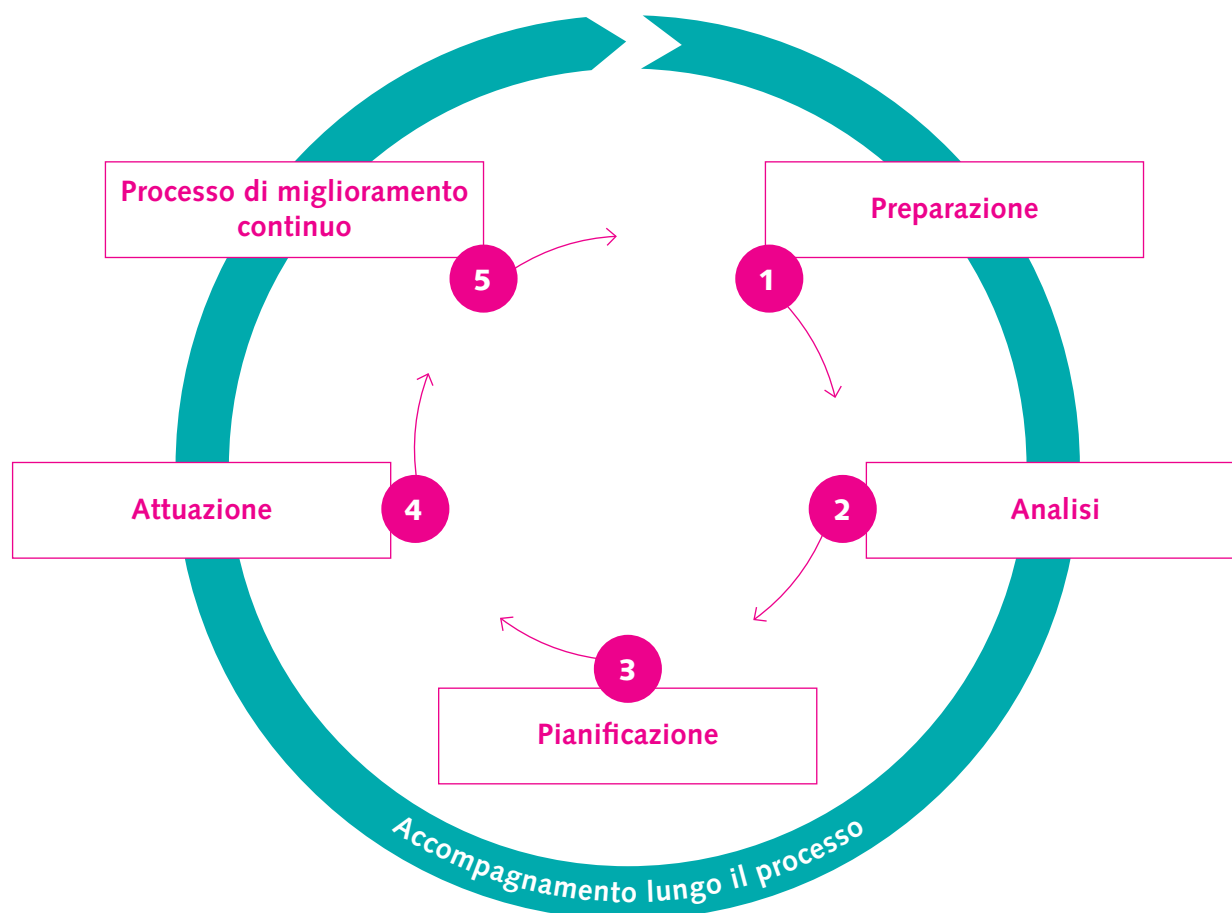 Processo di miglioramento
continuo
5
Preparazione
1
Attuazione
4
2
Analisi
3
Pianificazione
Accompagnamento lungo il processo